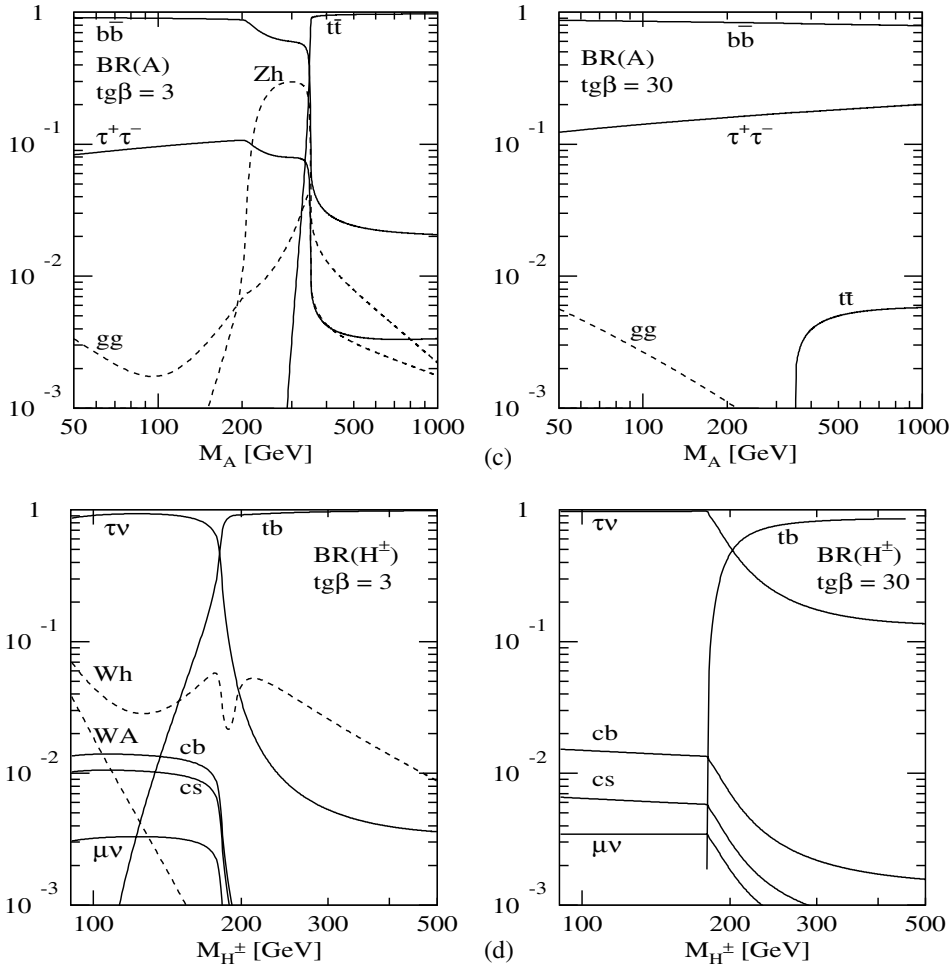 1
bb̄
tt̄
BR(A)
tgβ = 3
Zh
10⁻¹
τ⁺τ⁻
10⁻²
gg
10⁻³
50 100 200 500 1000
M_A [GeV]
1
bb̄
BR(A)
tgβ = 30
10⁻¹
τ⁺τ⁻
10⁻²
tt̄
gg
10⁻³
50 100 200 500 1000
M_A [GeV]
(c)
1
τν
tb
BR(H±)
tgβ = 3
10⁻¹
Wh
WA
cb
10⁻²
cs
μν
10⁻³
100 200 300 500
M_H± [GeV]
1
τν
tb
BR(H±)
tgβ = 30
10⁻¹
cb
10⁻²
cs
μν
10⁻³
100 200 300 500
M_H± [GeV]
(d)